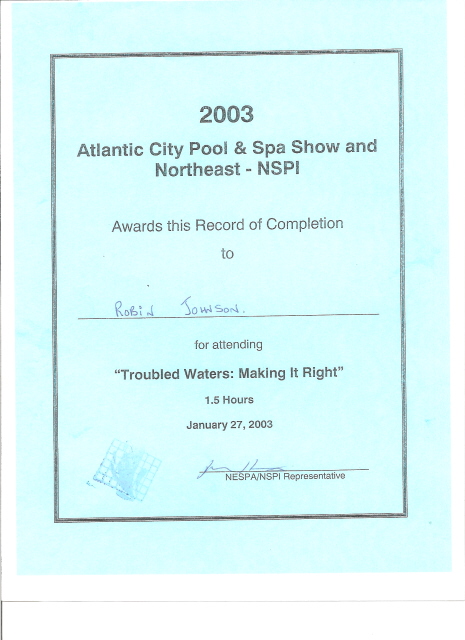 2003
Atlantic City Pool & Spa Show and
Northeast - NSPI
Awards this Record of Completion
to
Robin Johnson.
for attending
“Troubled Waters: Making It Right”
1.5 Hours
January 27, 2003
NESPA/NSPI Representative